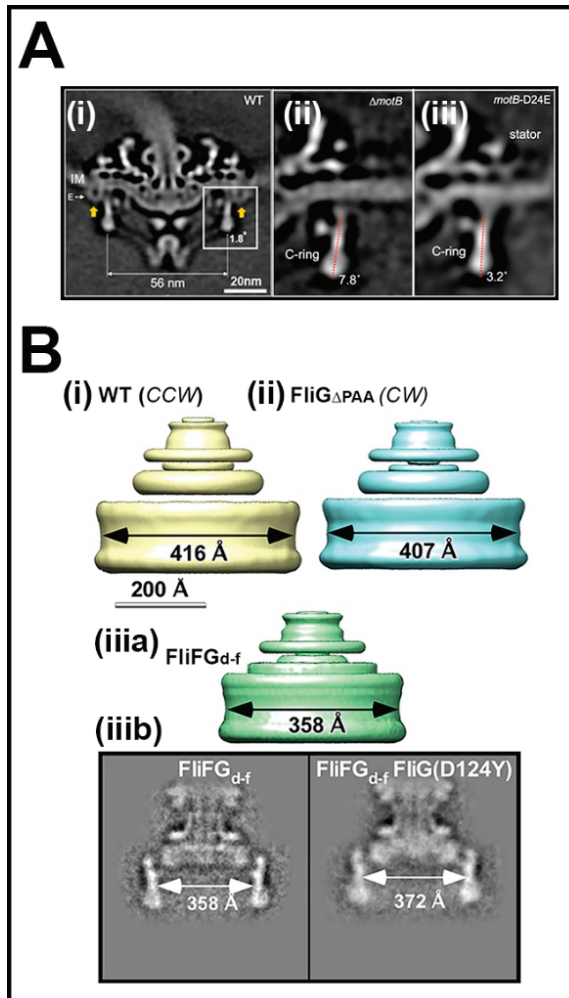 A
(i)
WT
IM
E→
1.8°
56 nm
20nm
(ii)
ΔmotB
C-ring
7.8°
(iii)
motB-D24E
stator
C-ring
3.2°
B
(i) WT (CCW)
(ii) FliGΔPAA (CW)
416 Å
407 Å
200 Å
(iiia)
FliFGd-f
358 Å
(iiib)
FliFGd-f
FliFGd-f FliG(D124Y)
358 Å
372 Å